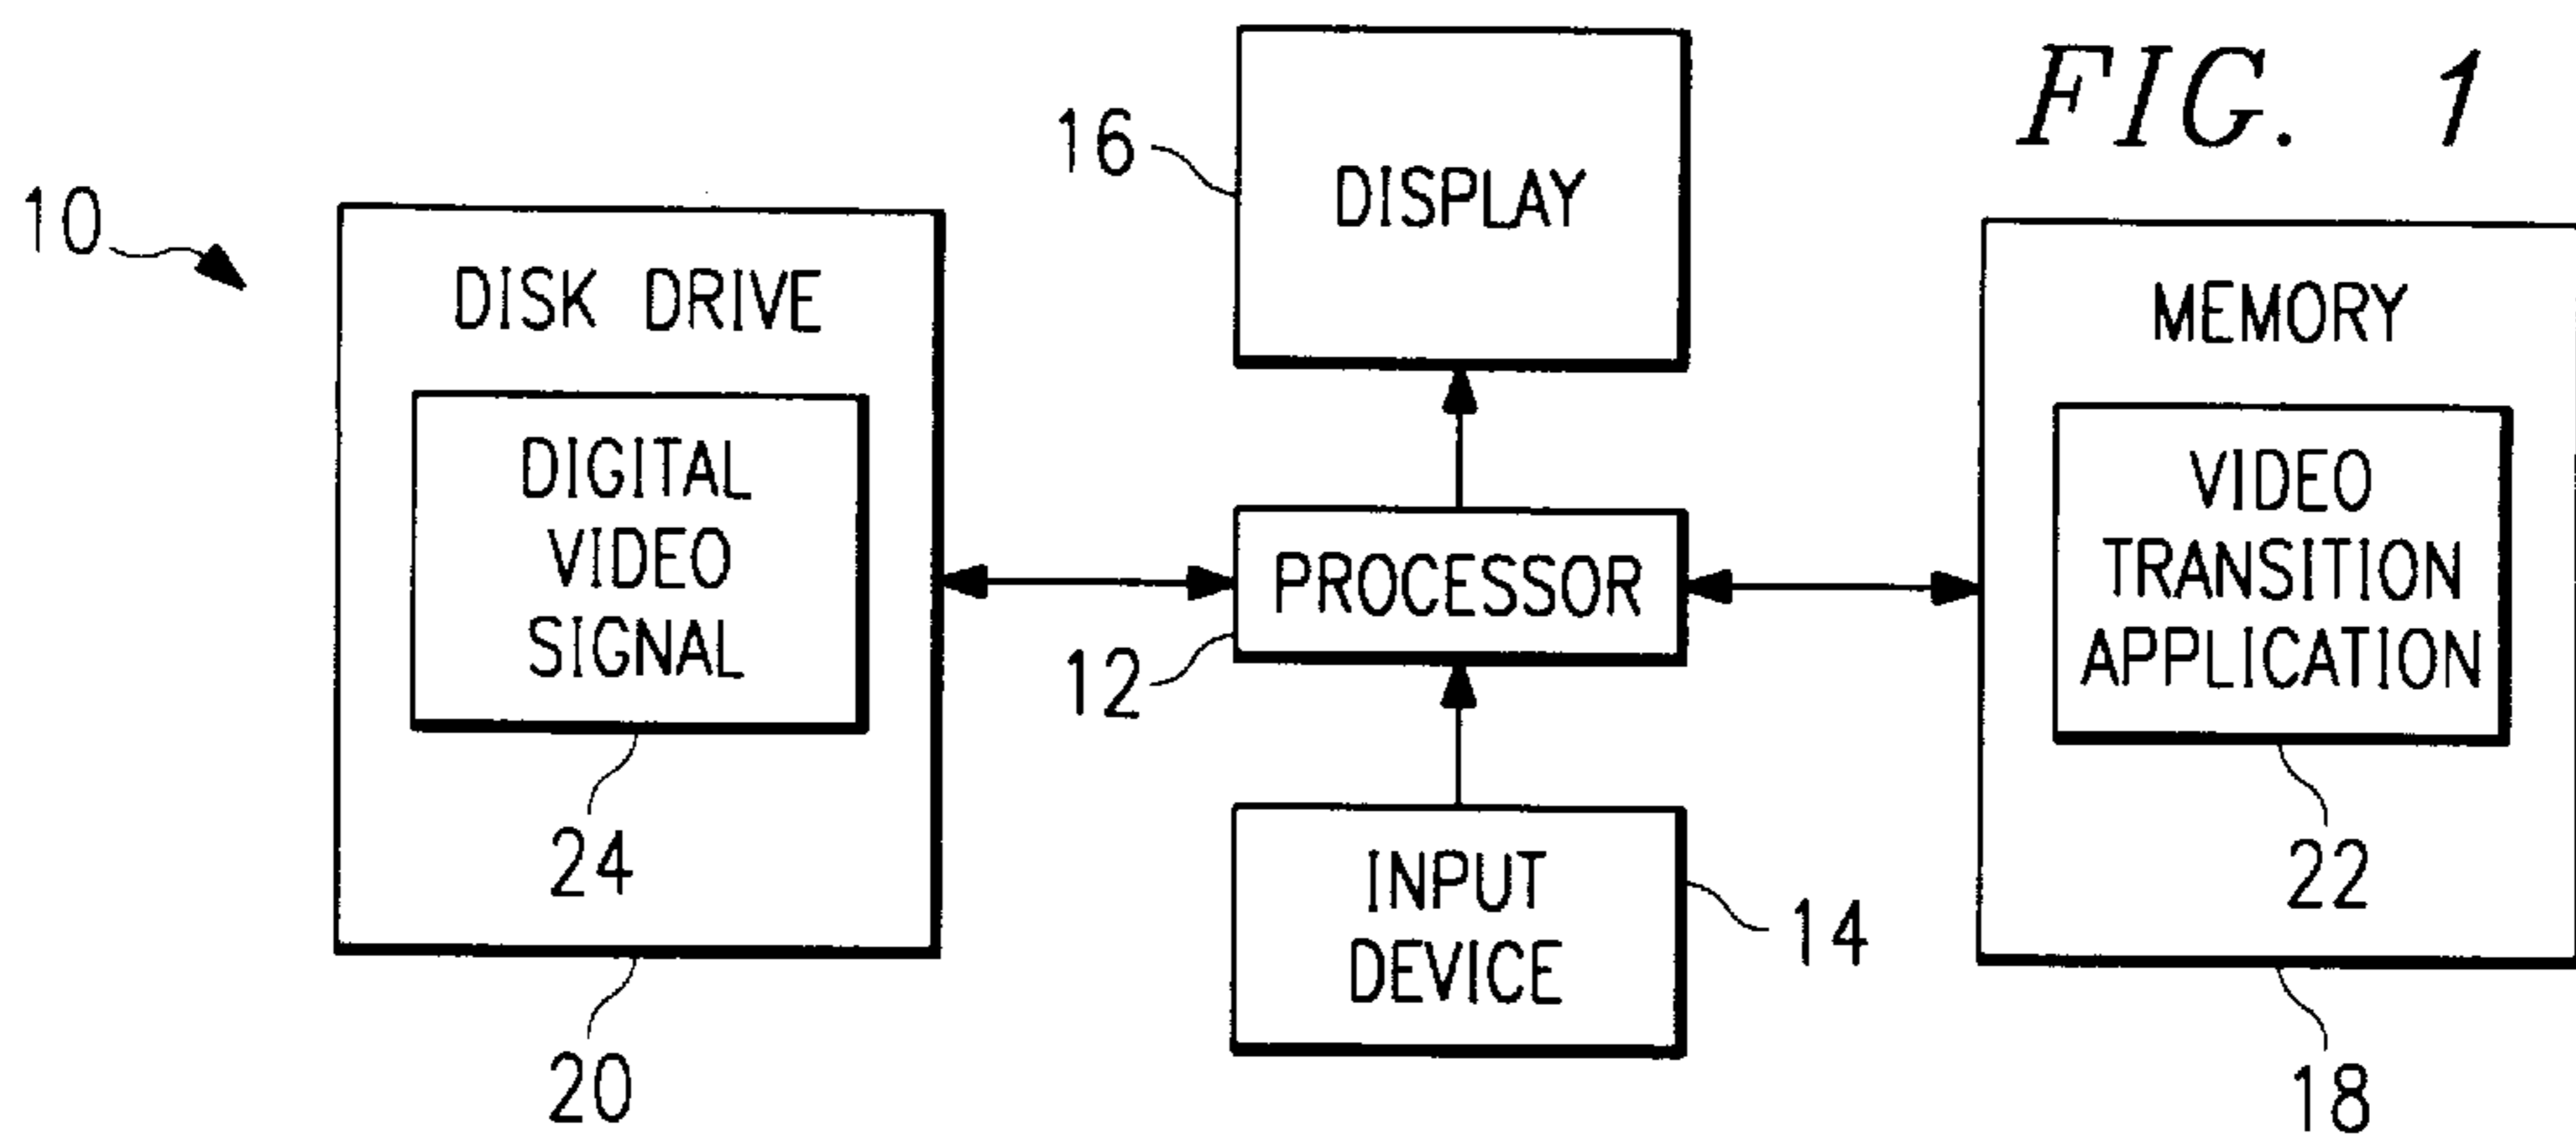 FIG. 1
10
16
DISPLAY
DISK DRIVE
DIGITAL
VIDEO
SIGNAL
24
20
PROCESSOR
12
INPUT
DEVICE
14
MEMORY
VIDEO
TRANSITION
APPLICATION
22
18